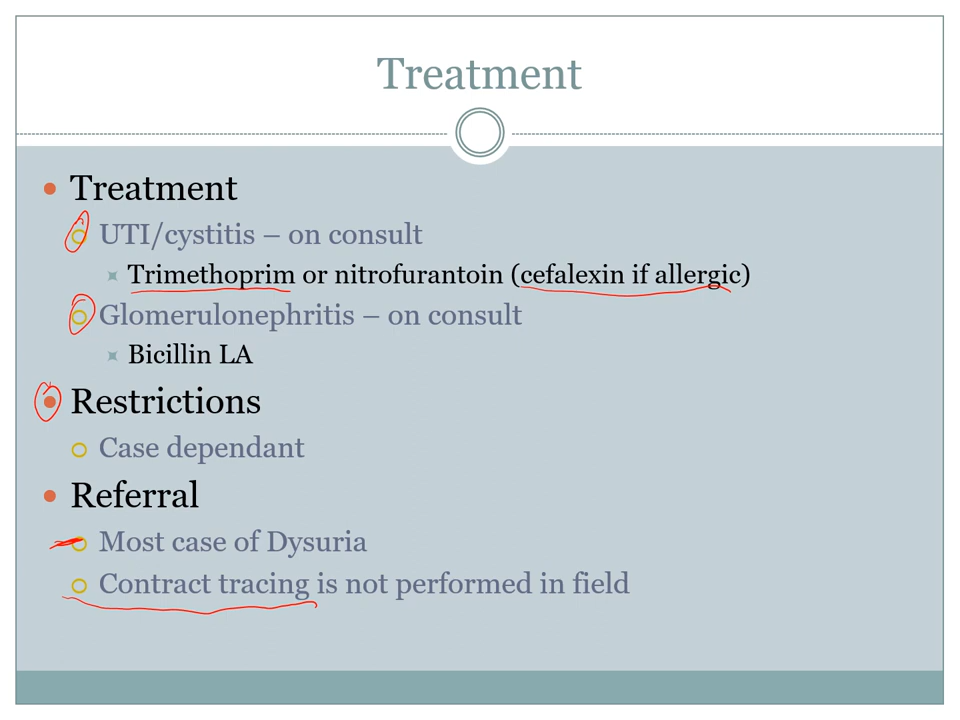 Treatment
Treatment
UTI/cystitis – on consult
Trimethoprim or nitrofurantoin (cefalexin if allergic)
Glomerulonephritis – on consult
Bicillin LA
Restrictions
Case dependant
Referral
Most case of Dysuria
Contract tracing is not performed in field